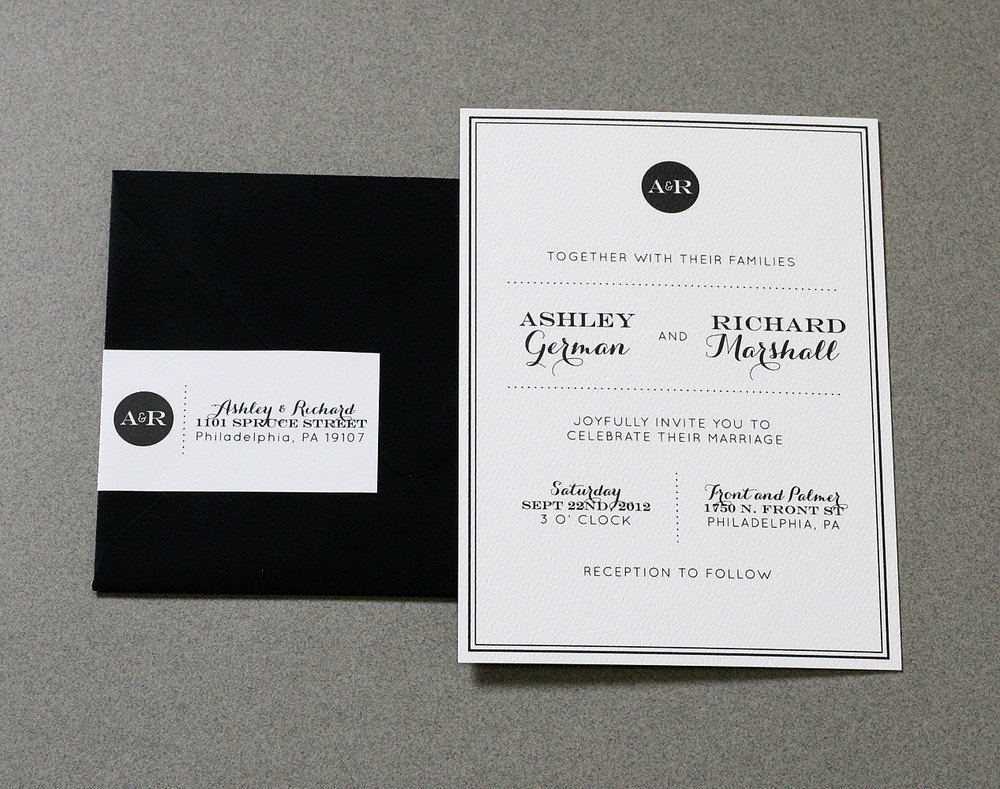 A&R
Ashley & Richard
1101 SPRUCE STREET
Philadelphia, PA 19107
A&R
TOGETHER WITH THEIR FAMILIES
ASHLEY
German
AND
RICHARD
Marshall
JOYFULLY INVITE YOU TO
CELEBRATE THEIR MARRIAGE
Saturday
SEPT 22ND, 2012
3 O' CLOCK
Front and Palmer
1750 N. FRONT ST
PHILADELPHIA, PA
RECEPTION TO FOLLOW